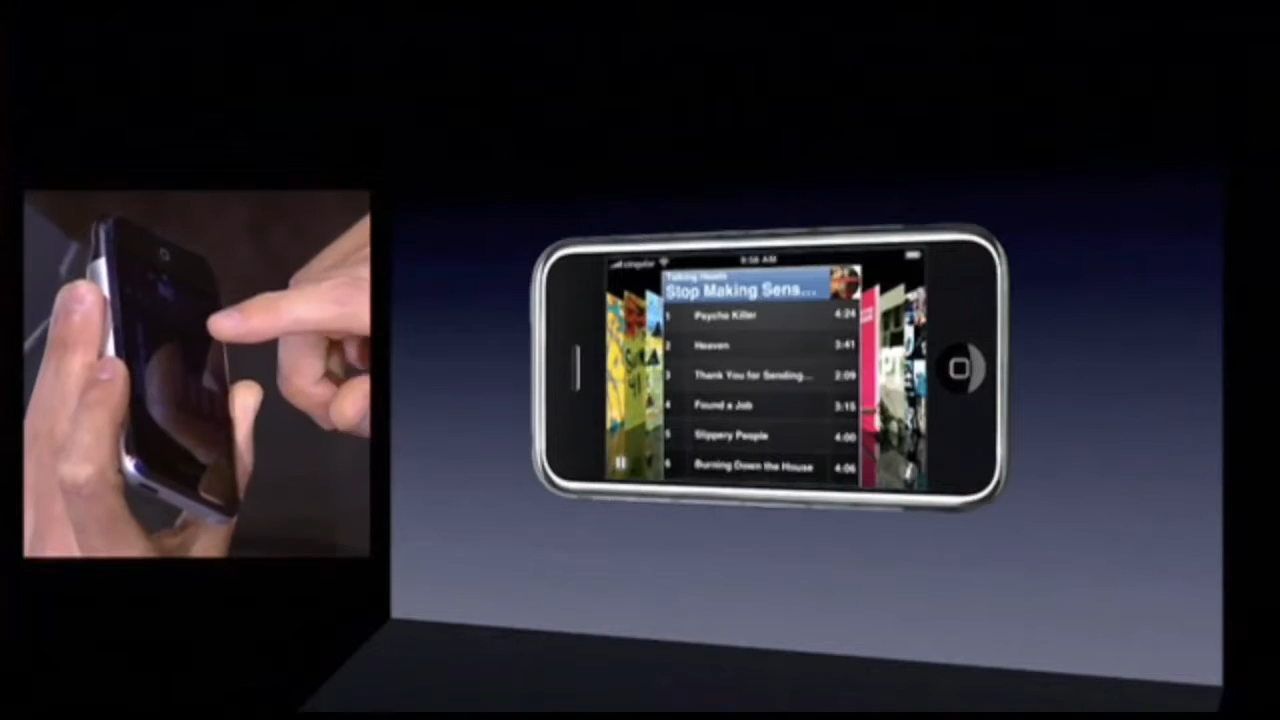 cingular 9:58 AM
Talking Heads
Stop Making Sens...
1 Psycho Killer 4:24
2 Heaven 3:41
3 Thank You for Sending... 2:09
4 Found a Job 3:15
5 Slippery People 4:00
6 Burning Down the House 4:06